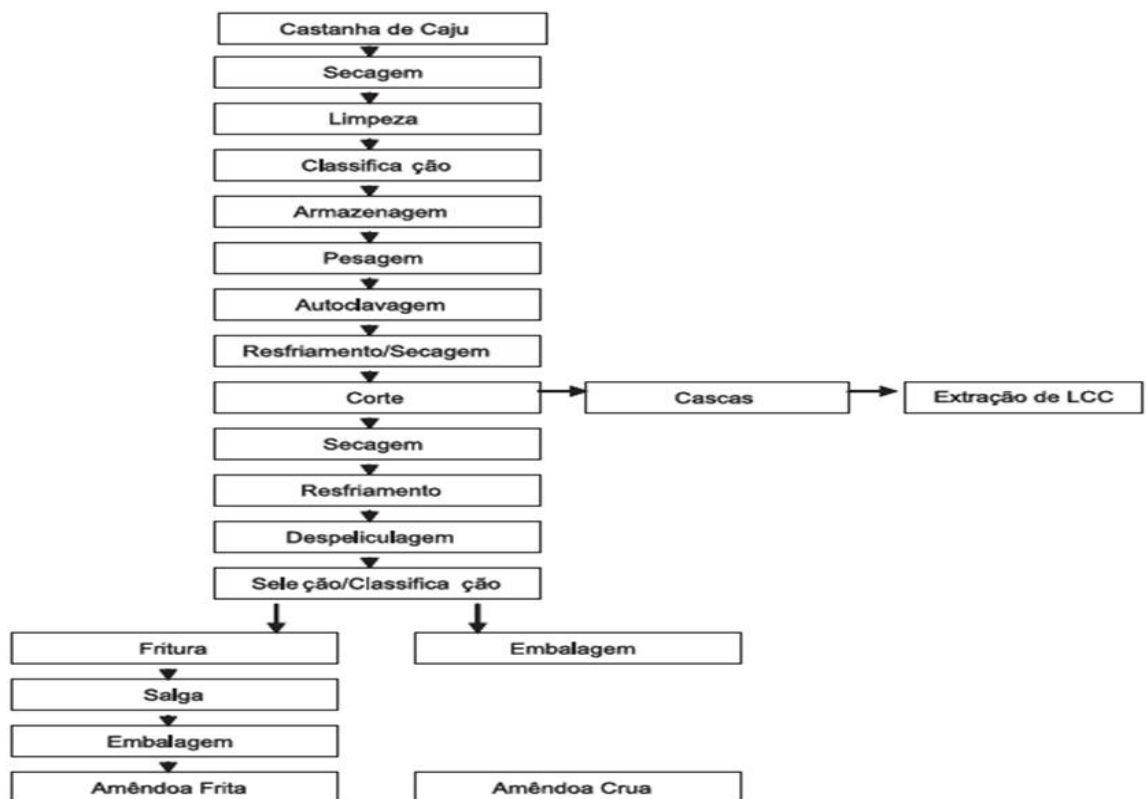 Castanha de Caju
Secagem
Limpeza
Classifica ção
Armazenagem
Pesagem
Autoclavagem
Resfriamento/Secagem
Corte
Cascas
Extração de LCC
Secagem
Resfriamento
Despeliculagem
Sele ção/Classifica ção
Fritura
Embalagem
Salga
Embalagem
Amêndoa Frita
Amêndoa Crua